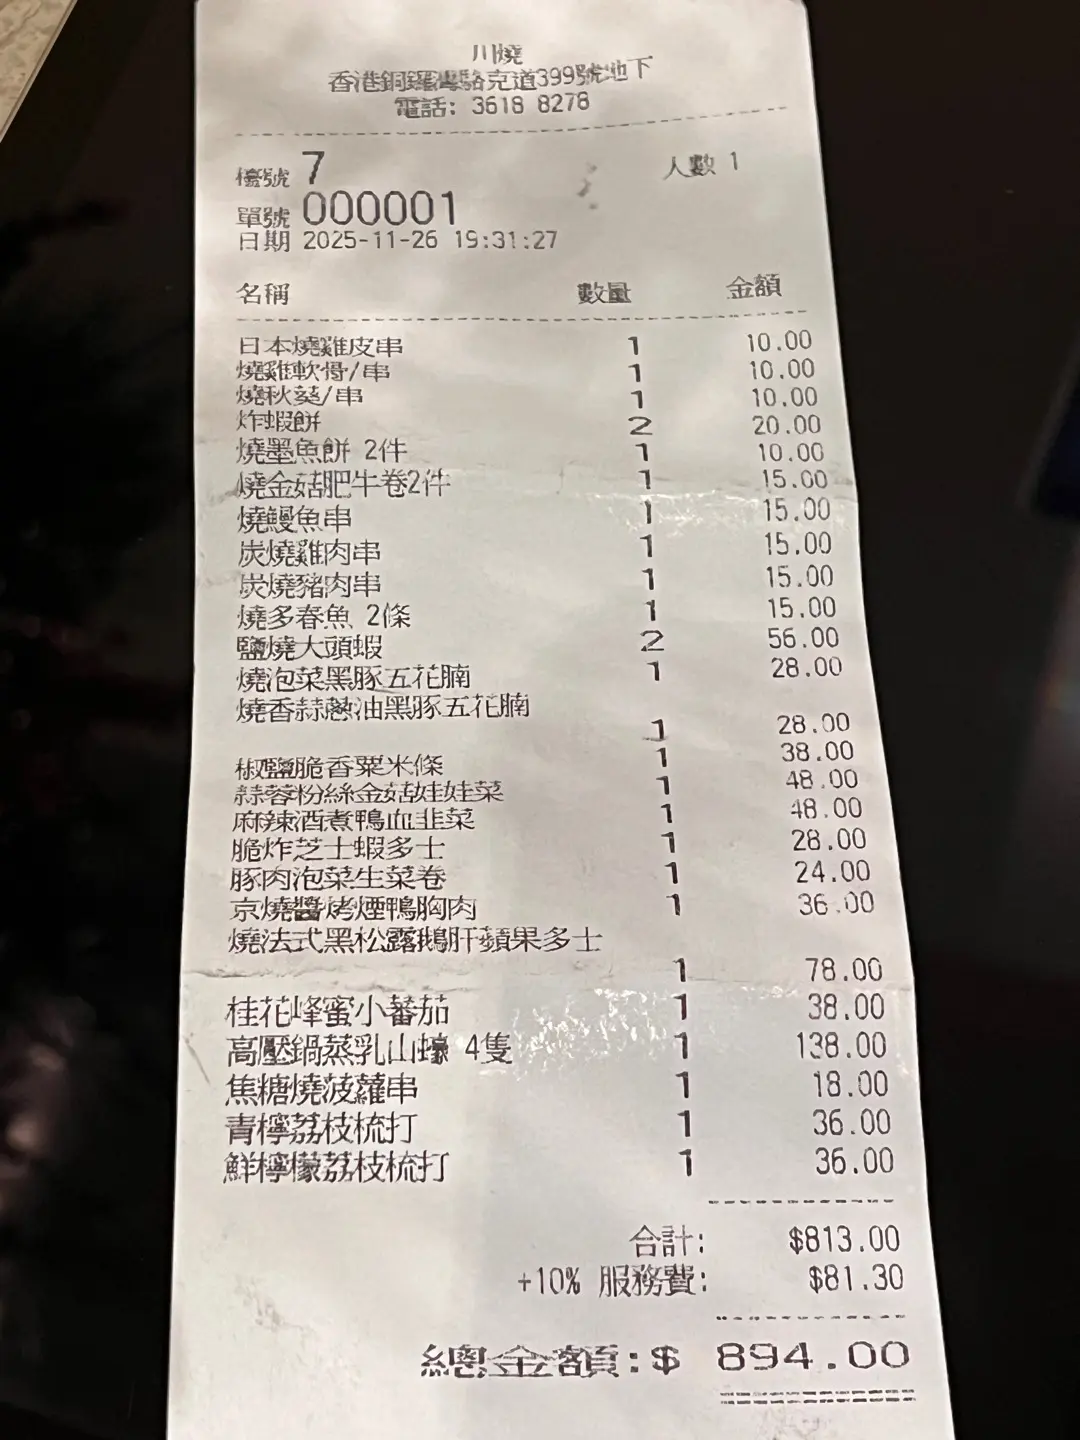 川燒
香港銅鑼灣駱克道399號地下
電話: 3618 8278
檯號 7 人數 1
單號 000001
日期 2025-11-26 19:31:27
名稱 數量 金額
日本燒雞皮串 1 10.00
燒雞軟骨/串 1 10.00
燒秋葵/串 1 10.00
炸蝦餅 2 20.00
燒墨魚餅 2件 1 10.00
燒金菇肥牛卷2件 1 15.00
燒鰻魚串 1 15.00
炭燒雞肉串 1 15.00
炭燒豬肉串 1 15.00
燒多春魚 2條 1 15.00
鹽燒大頭蝦 2 56.00
燒泡菜黑豚五花腩 1 28.00
燒香蒜蔥油黑豚五花腩
1 28.00
椒鹽脆香粟米條 1 38.00
蒜蓉粉絲金菇娃娃菜 1 48.00
麻辣酒煮鴨血韭菜 1 48.00
脆炸芝士蝦多士 1 28.00
豚肉泡菜生菜卷 1 24.00
京燒醬烤煙鴨胸肉 1 36.00
燒法式黑松露鵝肝蘋果多士
1 78.00
桂花蜂蜜小蕃茄 1 38.00
高壓鍋蒸乳山蠔 4隻 1 138.00
焦糖燒菠蘿串 1 18.00
青檸荔枝梳打 1 36.00
鮮檸檬荔枝梳打 1 36.00
合計: $813.00
+10% 服務費: $81.30
總金額:$ 894.00